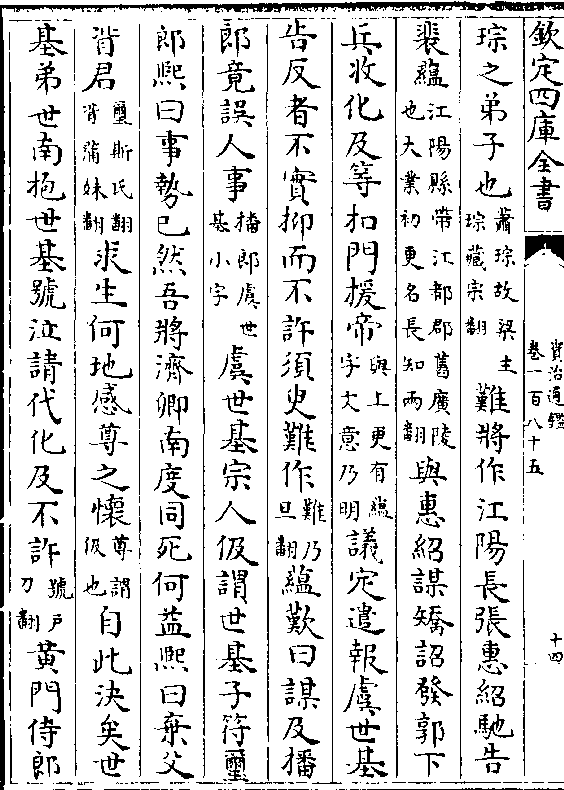 欽定四庫全書
資治通鑑
卷一百八十五
十四
琮之弟子也蕭琮故梁主琮藏宗翻難將作江陽長張惠紹馳告
裴藴江陽縣帶江都郡舊廣陵也大業初更名長知兩翻與惠紹謀矯詔發郭下
兵收化及等扣門援帝與上更有藴字文意乃明議定遣報虞世基
告反者不實抑而不許須臾難作難乃旦翻藴歎曰謀及播
郎竟誤人事播郎虞世基小字虞世基宗人伋謂世基子符璽
郎熙曰事勢已然吾將濟卿南度同死何益熙曰棄父
背君璽斯氏翻背蒲妹翻求生何地感尊之懷尊謂伋也自此決矣世
基弟世南抱世基號泣請代化及不許號戶刀翻黃門侍郎